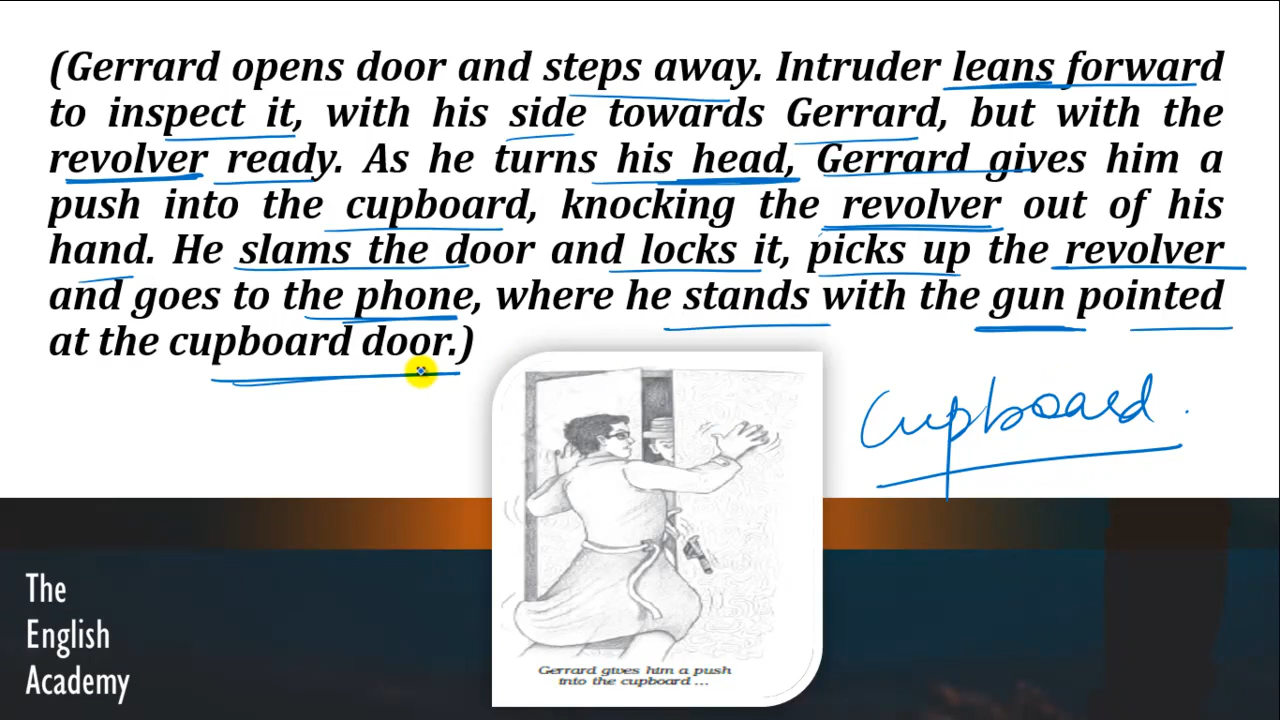 (Gerrard opens door and steps away. Intruder leans forward
to inspect it, with his side towards Gerrard, but with the
revolver ready. As he turns his head, Gerrard gives him a
push into the cupboard, knocking the revolver out of his
hand. He slams the door and locks it, picks up the revolver
and goes to the phone, where he stands with the gun pointed
at the cupboard door.)
Cupboard.
The
English
Academy
Gerrard gives him a push
into the cupboard ...